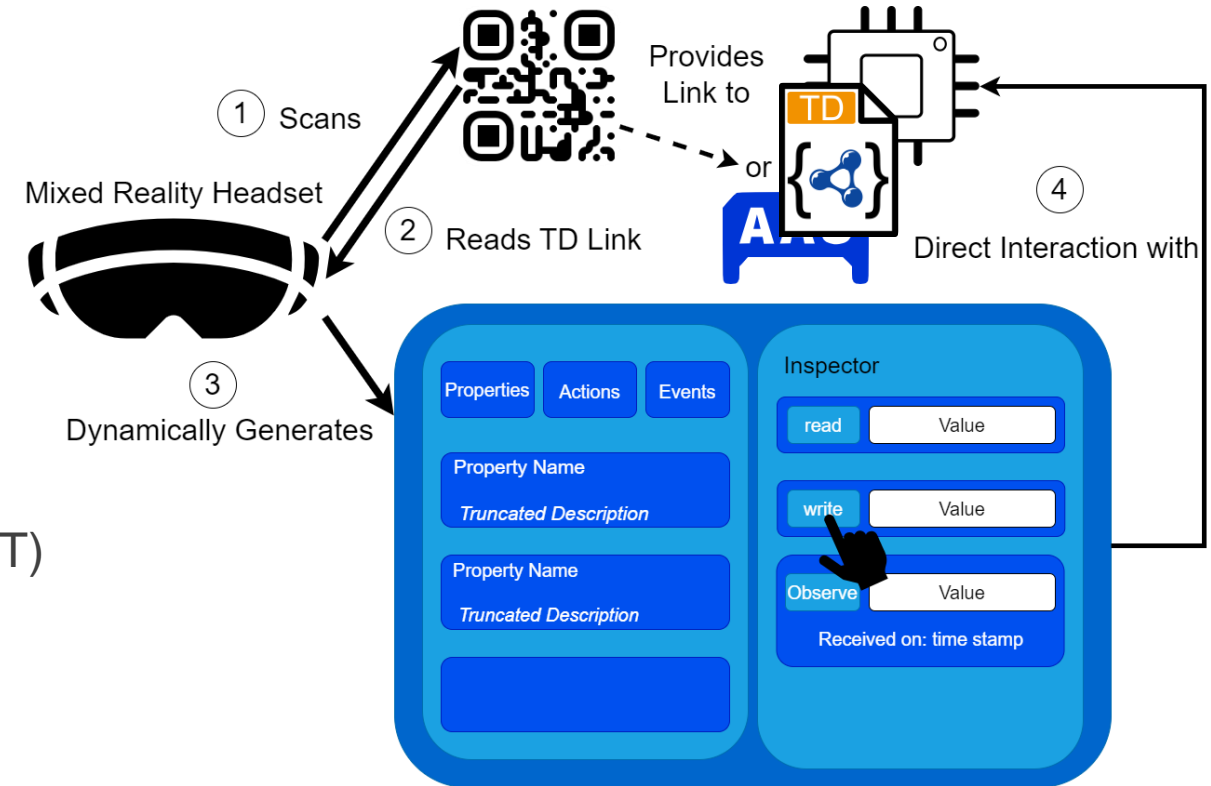 Provides
Link to
1 Scans
TD
or
Mixed Reality Headset
4
2 Reads TD Link
Direct Interaction with
Inspector
3
Dynamically Generates
Properties Actions Events
read Value
Property Name
Truncated Description
write Value
T)
Property Name
Truncated Description
Observe Value
Received on: time stamp